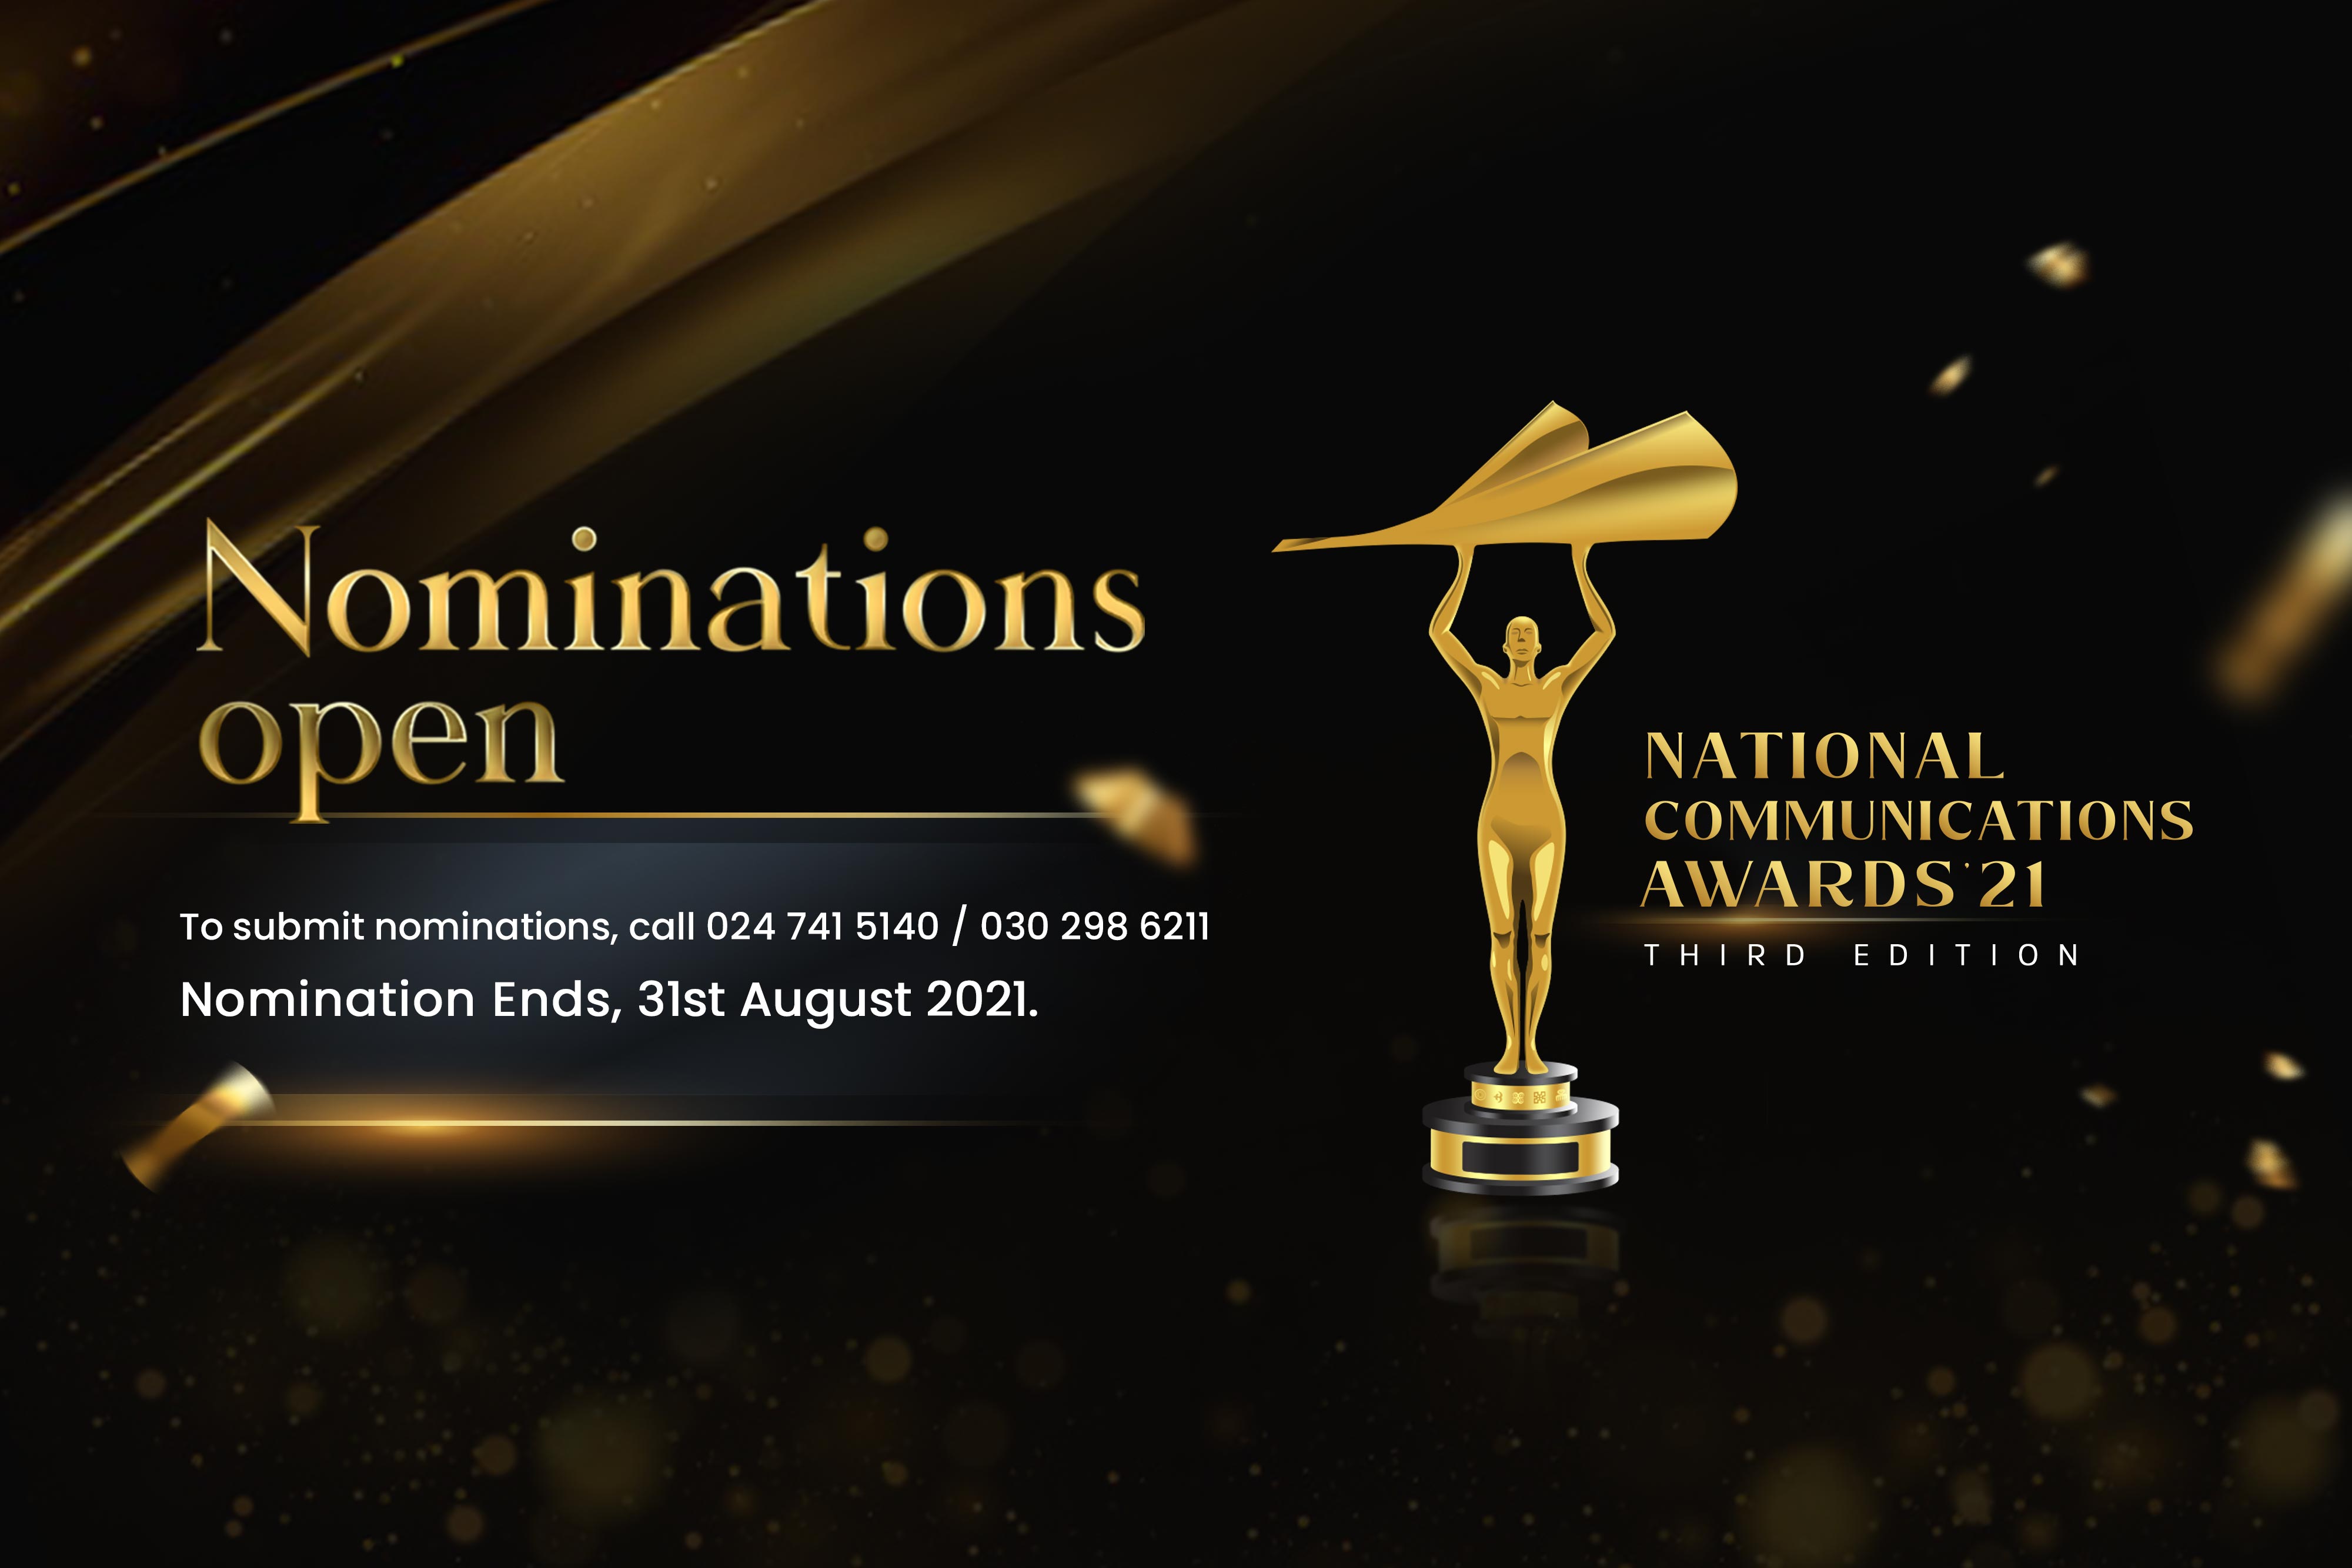 Nominations
open
To submit nominations, call 024 741 5140 / 030 298 6211
Nomination Ends, 31st August 2021.
NATIONAL
COMMUNICATIONS
AWARDS'21
THIRD EDITION